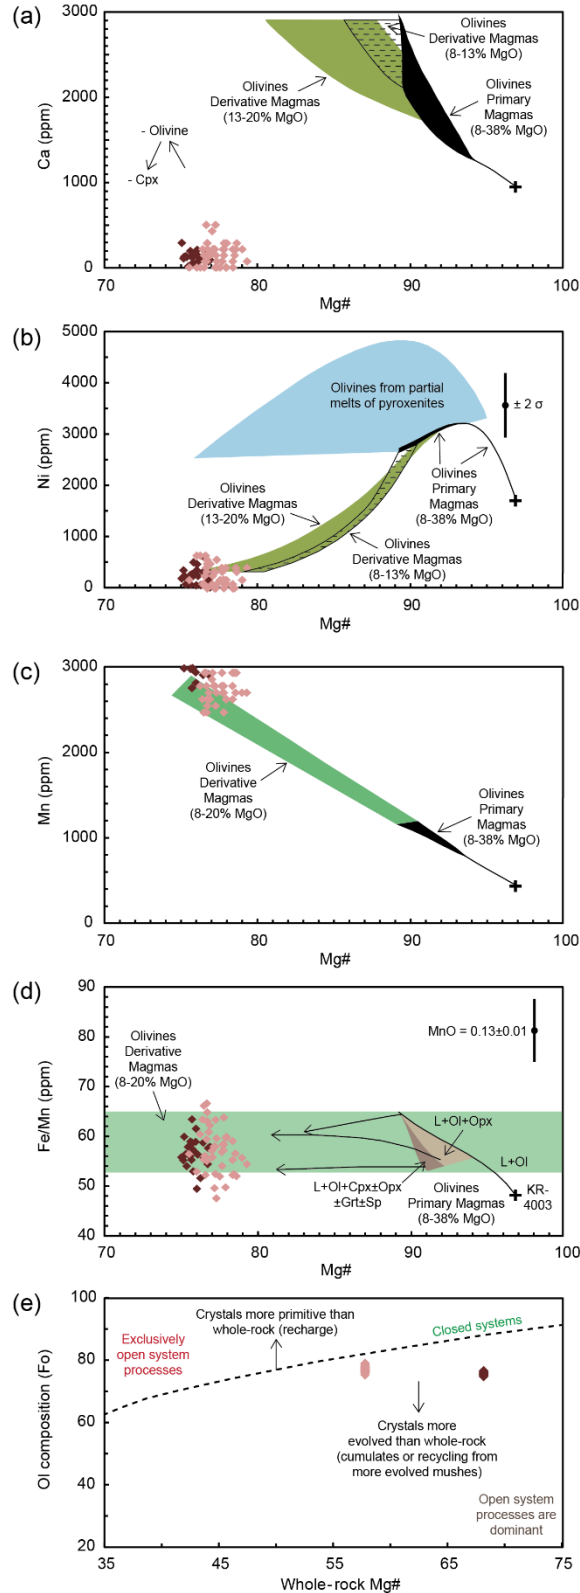 (a)
3000
2000
1000
0
Ca (ppm)
Olivines
Derivative Magmas
(8-13% MgO)
Olivines
Derivative Magmas
(13-20% MgO)
Olivines
Primary
Magmas
(8-38% MgO)
- Olivine
- Cpx
70
80
90
100
Mg#
(b)
5000
4000
3000
2000
1000
0
Ni (ppm)
Olivines from partial
melts of pyroxenites
± 2 σ
Olivines
Derivative Magmas
(13-20% MgO)
Olivines
Primary
Magmas
(8-38% MgO)
Olivines
Derivative Magmas
(8-13% MgO)
70
80
90
100
Mg#
(c)
3000
2000
1000
0
Mn (ppm)
Olivines
Derivative
Magmas
(8-20% MgO)
Olivines
Primary
Magmas
(8-38% MgO)
70
80
90
100
Mg#
(d)
90
80
70
60
50
40
Fe/Mn (ppm)
Olivines
Derivative
Magmas
(8-20% MgO)
MnO = 0.13±0.01
L+Ol+Opx
L+Ol
L+Ol+Cpx±Opx
±Grt±Sp
Olivines
Primary Magmas
(8-38% MgO)
KR-
4003
70
80
90
100
Mg#
(e)
100
80
60
40
20
Ol composition (Fo)
Crystals more primitive than
whole-rock (recharge)
Closed systems
Exclusively
open system
processes
Crystals more
evolved than whole-rock
(cumulates or recycling from
more evolved mushes)
Open system
processes are
dominant
35
45
55
65
75
Whole-rock Mg#